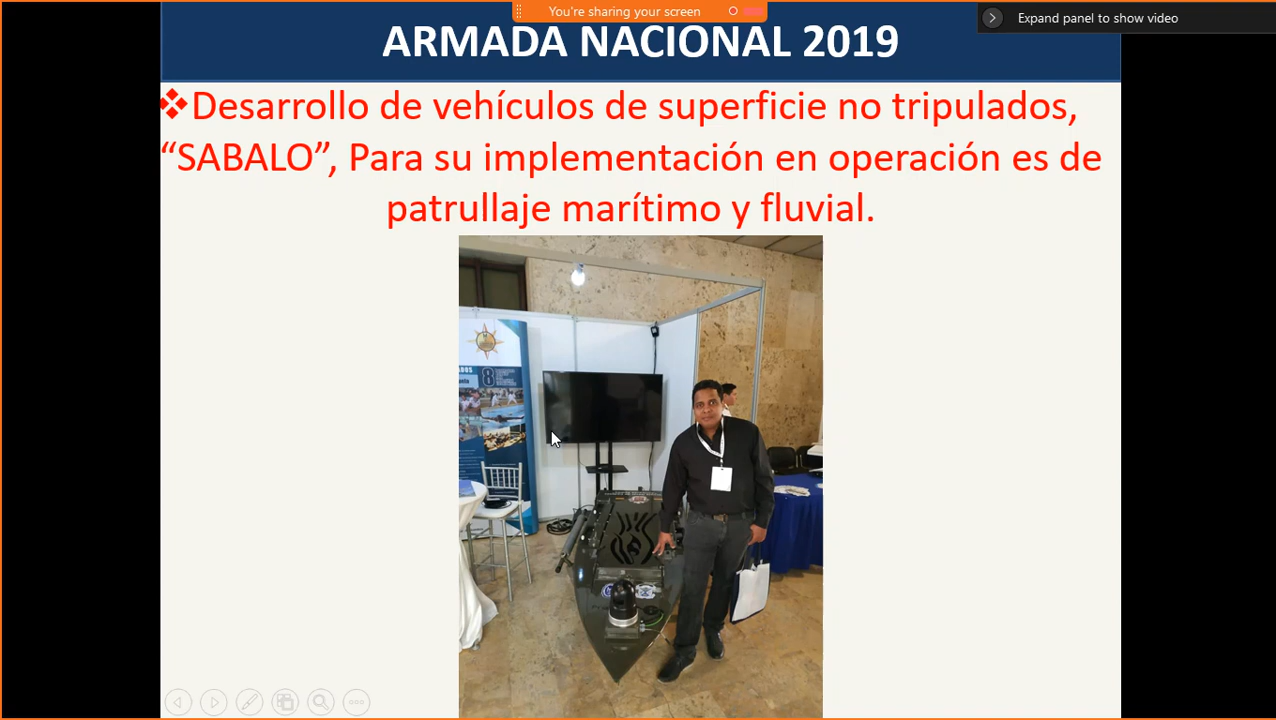 You're sharing your screen
Expand panel to show video
ARMADA NACIONAL 2019
❖Desarrollo de vehículos de superficie no tripulados,
“SABALO”, Para su implementación en operación es de
patrullaje marítimo y fluvial.
8